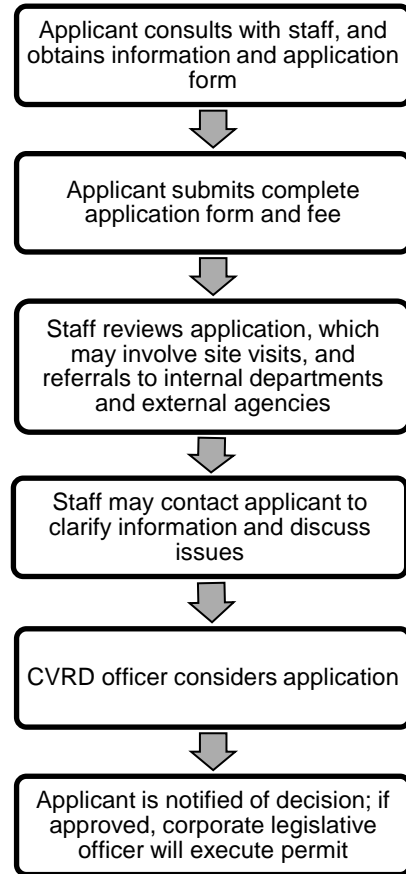 Applicant consults with staff, and
obtains information and application
form
Applicant submits complete
application form and fee
Staff reviews application, which
may involve site visits, and
referrals to internal departments
and external agencies
Staff may contact applicant to
clarify information and discuss
issues
CVRD officer considers application
Applicant is notified of decision; if
approved, corporate legislative
officer will execute permit